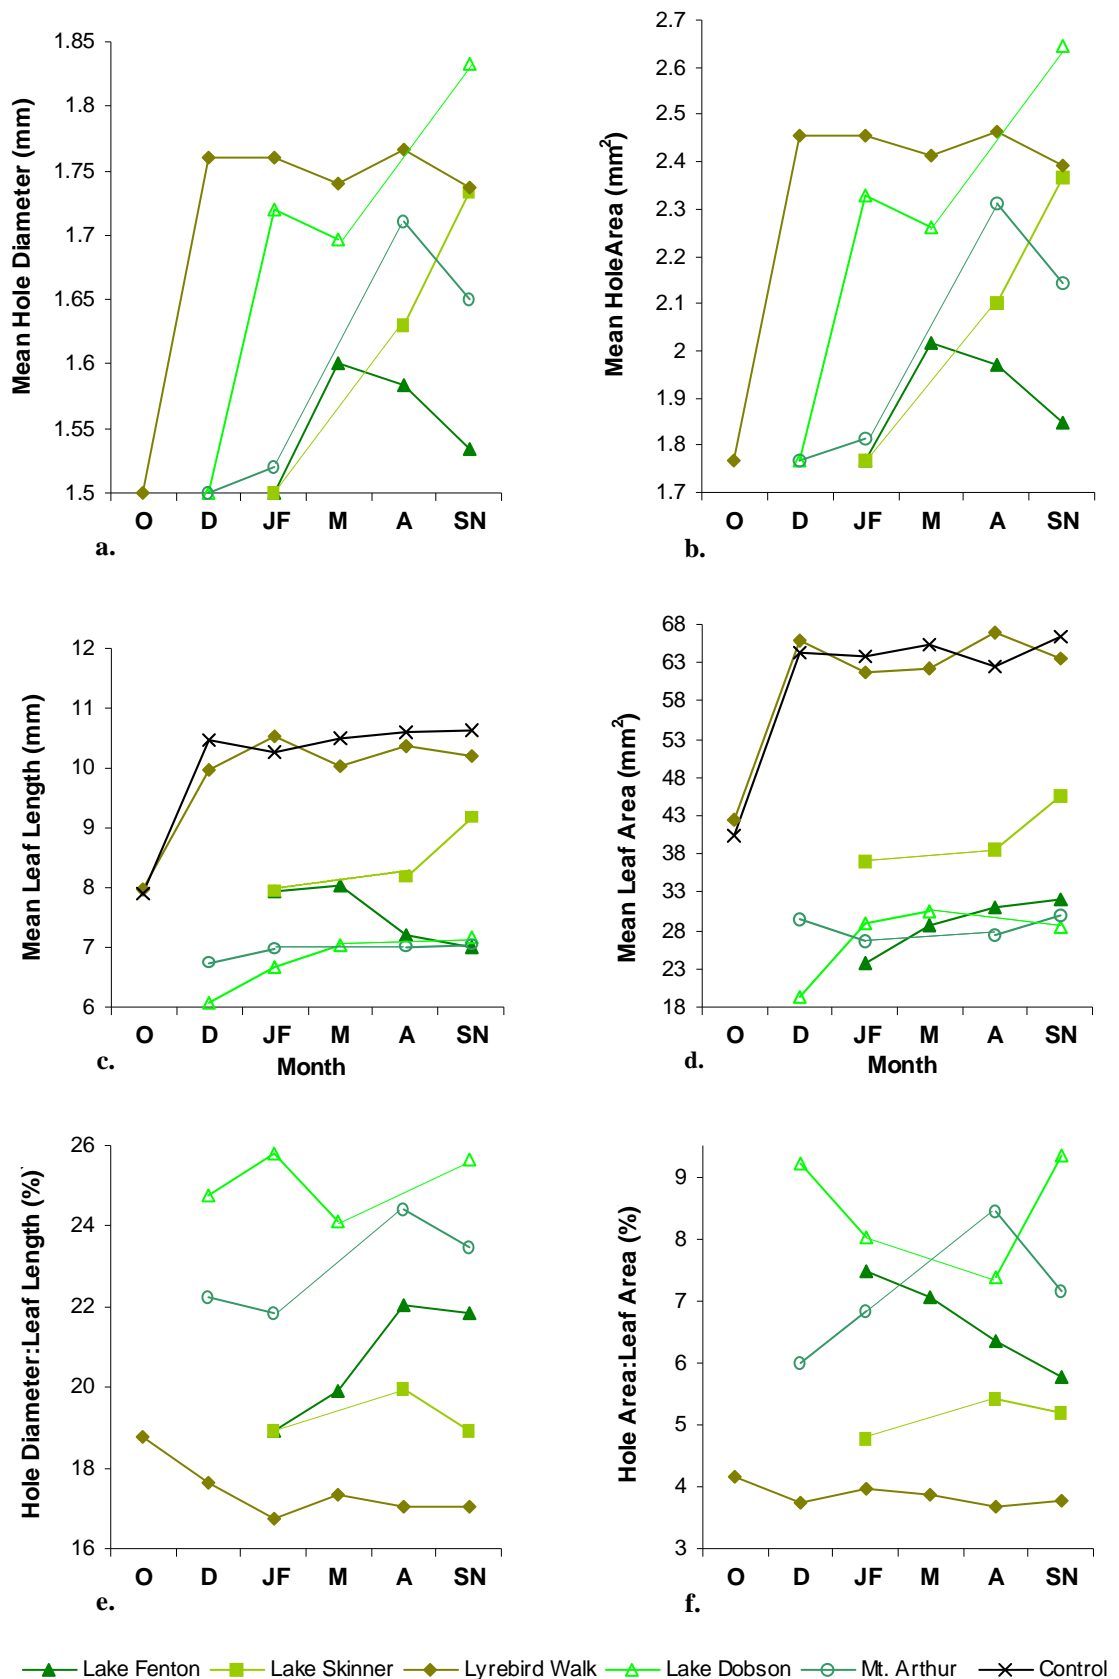 Mean Hole Diameter (mm)
1.85
1.8
1.75
1.7
1.65
1.6
1.55
1.5
O D JF M A SN
a.
Mean HoleArea (mm²)
2.7
2.6
2.5
2.4
2.3
2.2
2.1
2
1.9
1.8
1.7
O D JF M A SN
b.
Mean Leaf Length (mm)
12
11
10
9
8
7
6
O D JF M A SN
c.
Month
Mean Leaf Area (mm²)
68
63
58
53
48
43
38
33
28
23
18
O D JF M A SN
d.
Month
Hole Diameter:Leaf Length (%)
26
24
22
20
18
16
O D JF M A SN
e.
Hole Area:Leaf Area (%)
9
8
7
6
5
4
3
O D JF M A SN
f.
Lake Fenton Lake Skinner Lyrebird Walk Lake Dobson Mt. Arthur Control